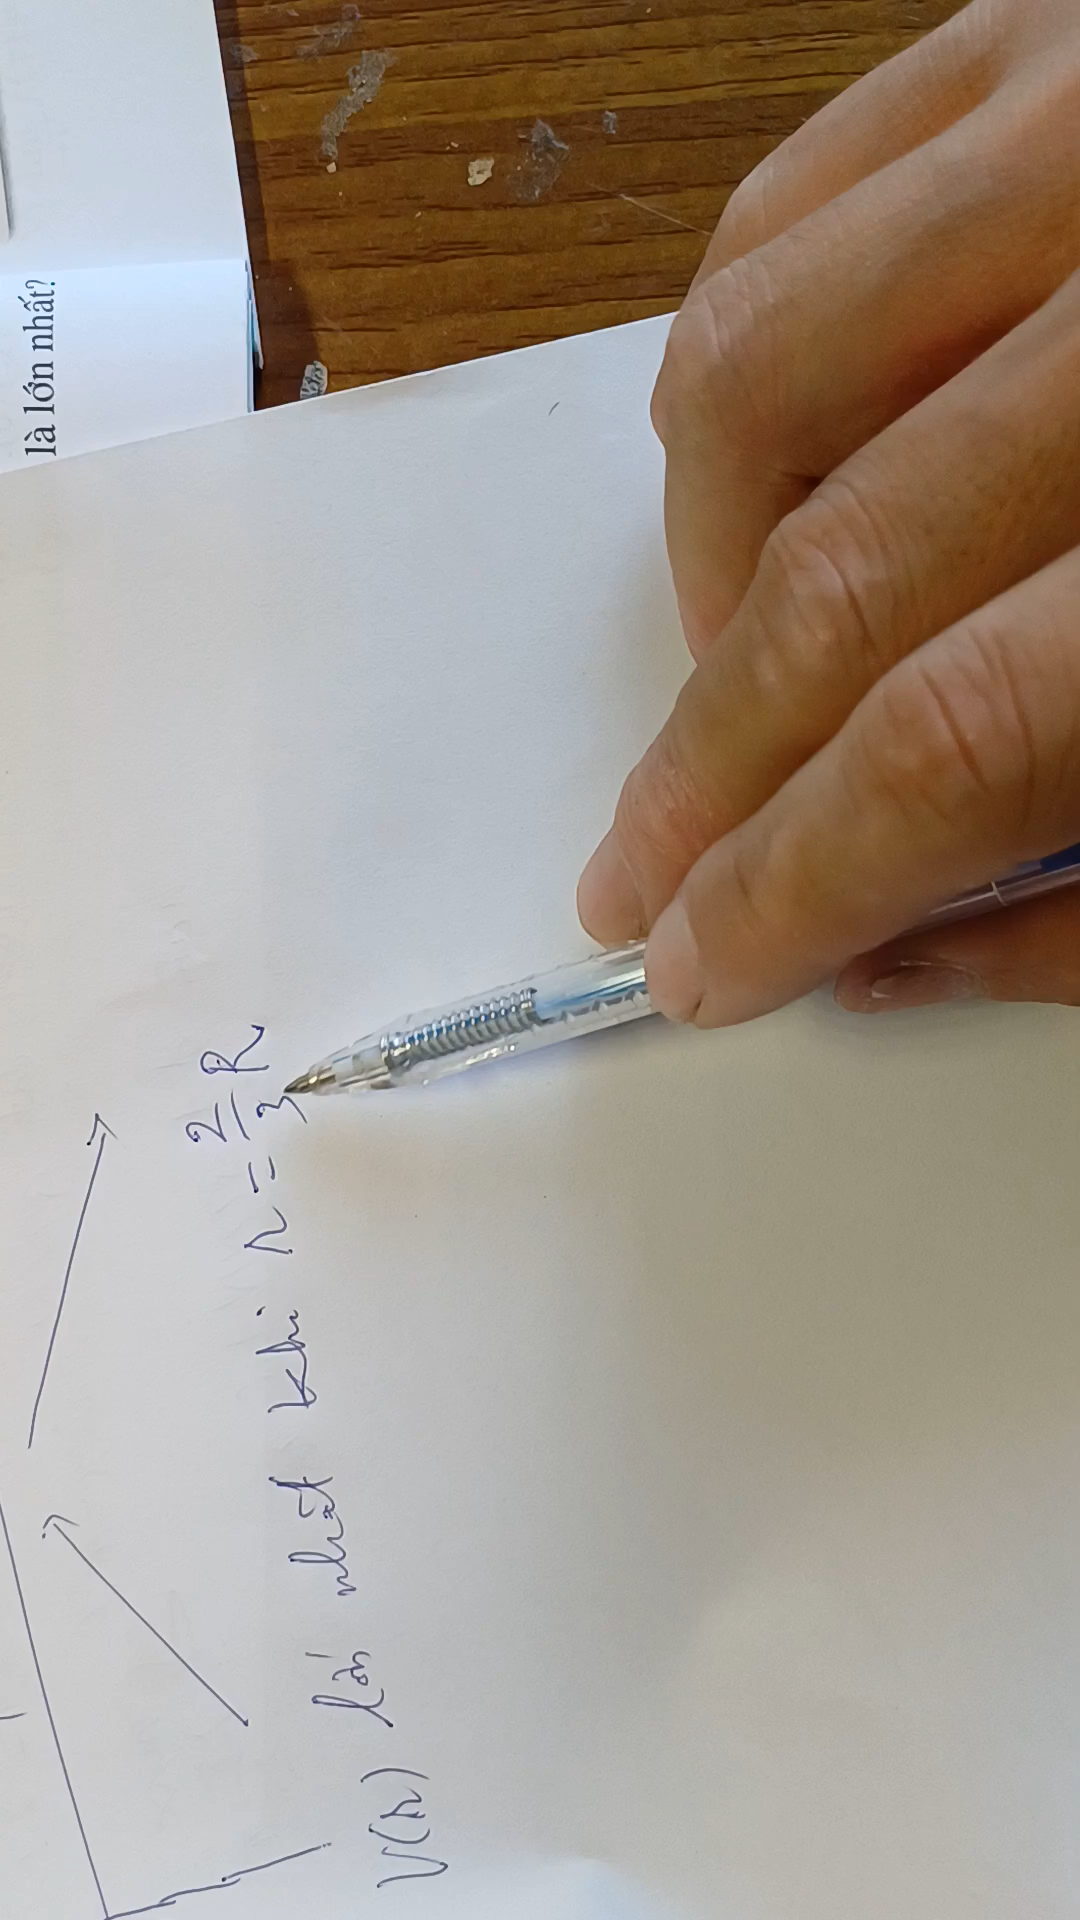 là lớn nhất?
V(r) lớn nhất khi r = 2/3 R